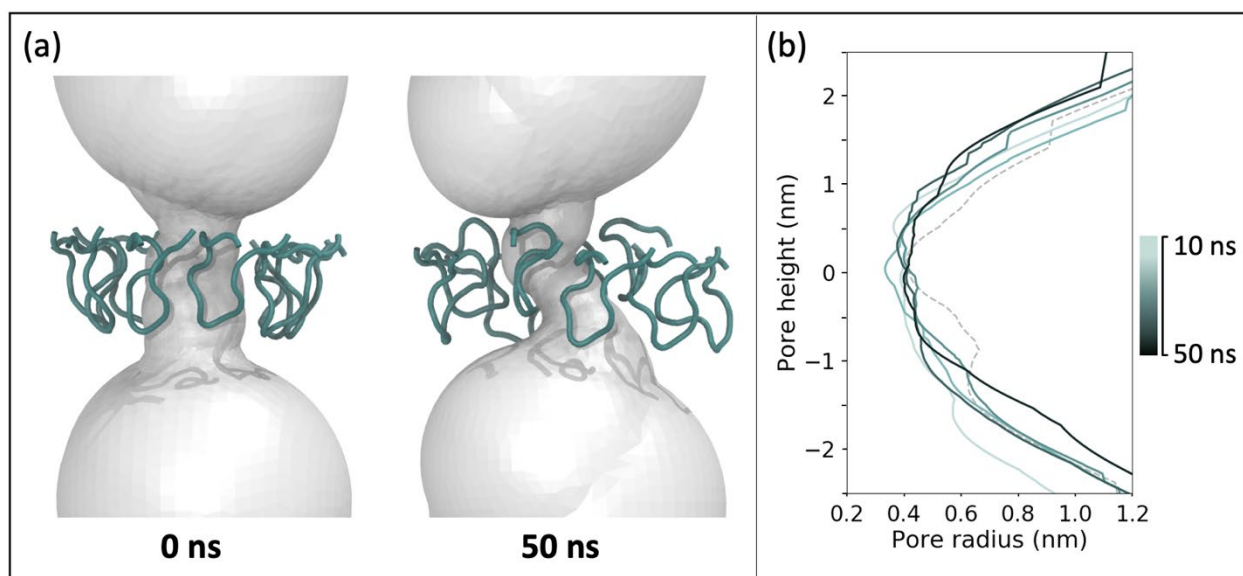 (a)
0 ns
50 ns
(b)
Pore height (nm)
2
1
0
−1
−2
0.2 0.4 0.6 0.8 1.0 1.2
Pore radius (nm)
10 ns
50 ns